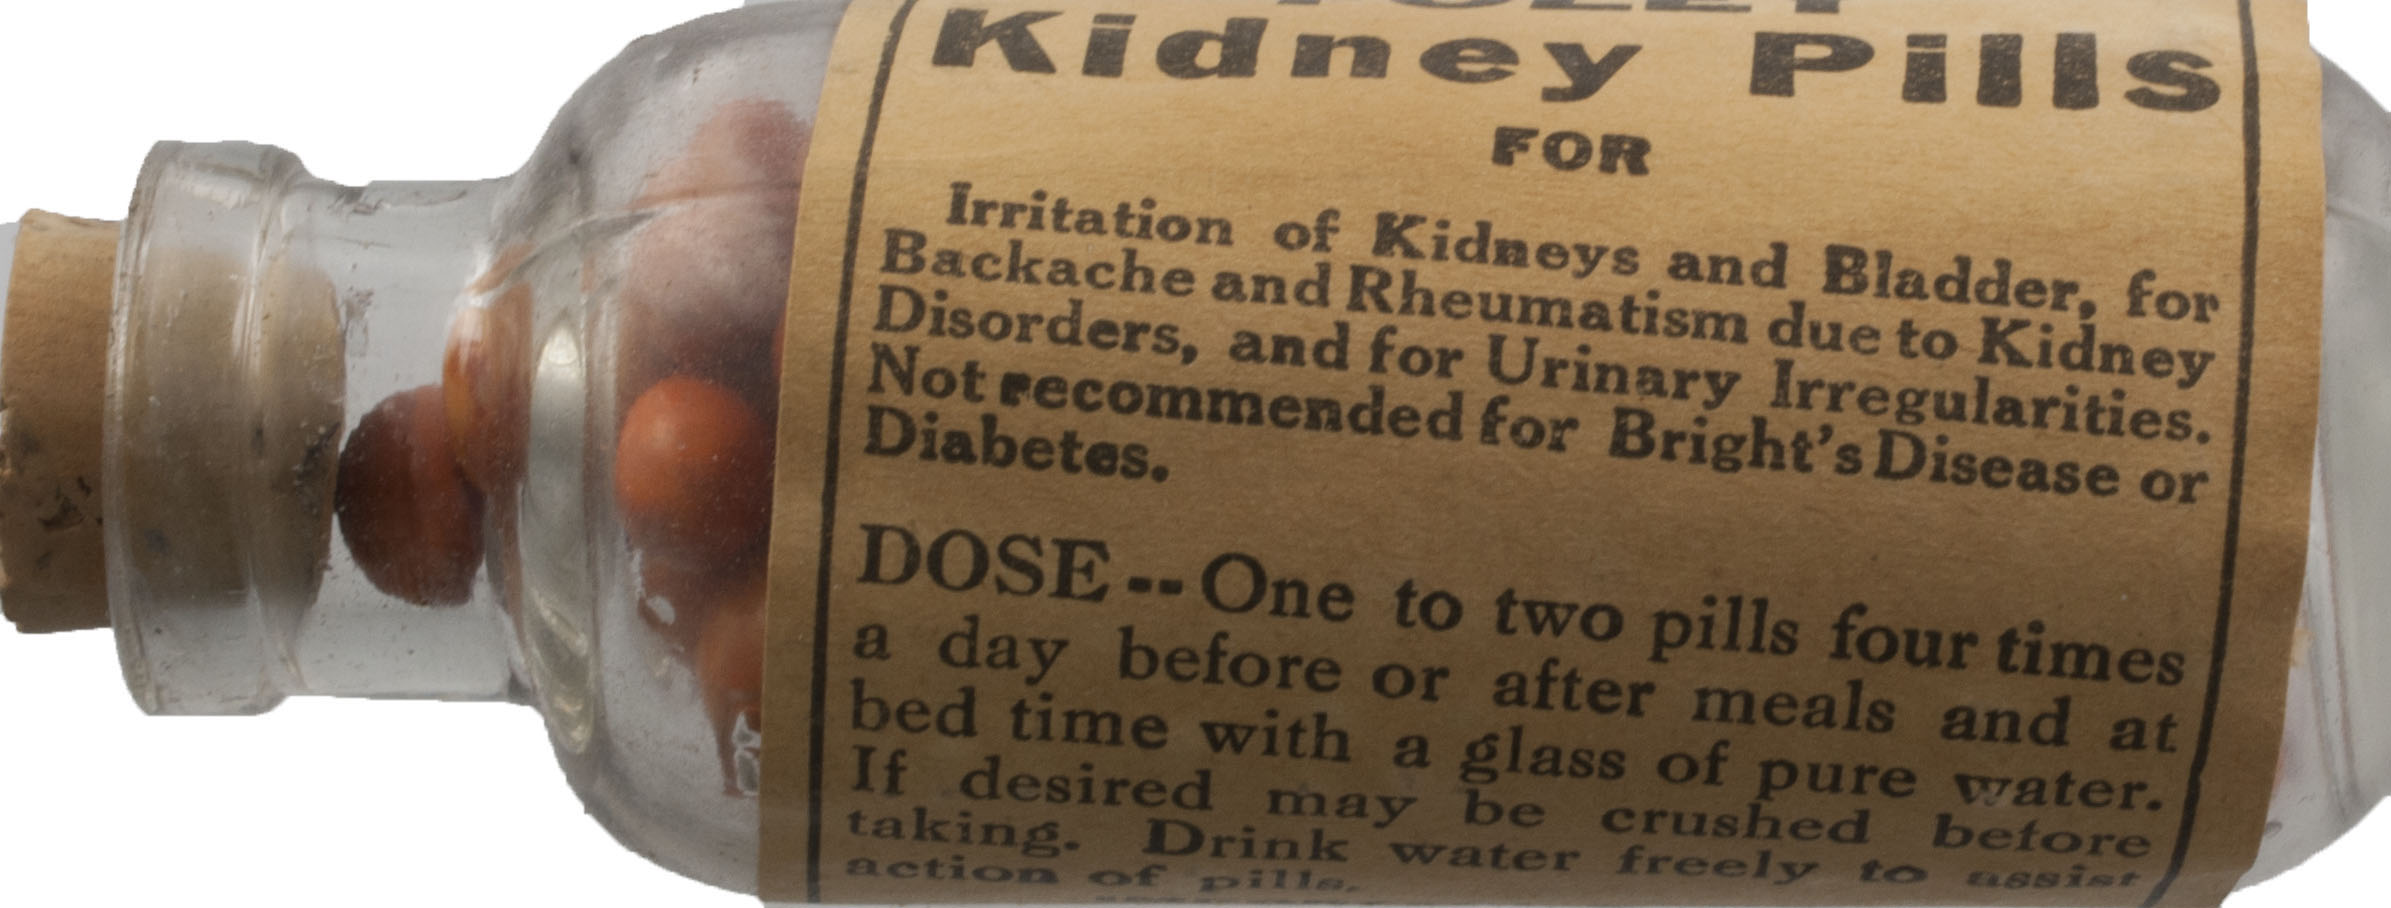 Kidney Pills
FOR
Irritation of Kidneys and Bladder, for
Backache and Rheumatism due to Kidney
Disorders, and for Urinary Irregularities.
Not recommended for Bright's Disease or
Diabetes.
DOSE--One to two pills four times
a day before or after meals and at
bed time with a glass of pure water.
If desired may be crushed before
taking. Drink water freely to assist
action of pills.